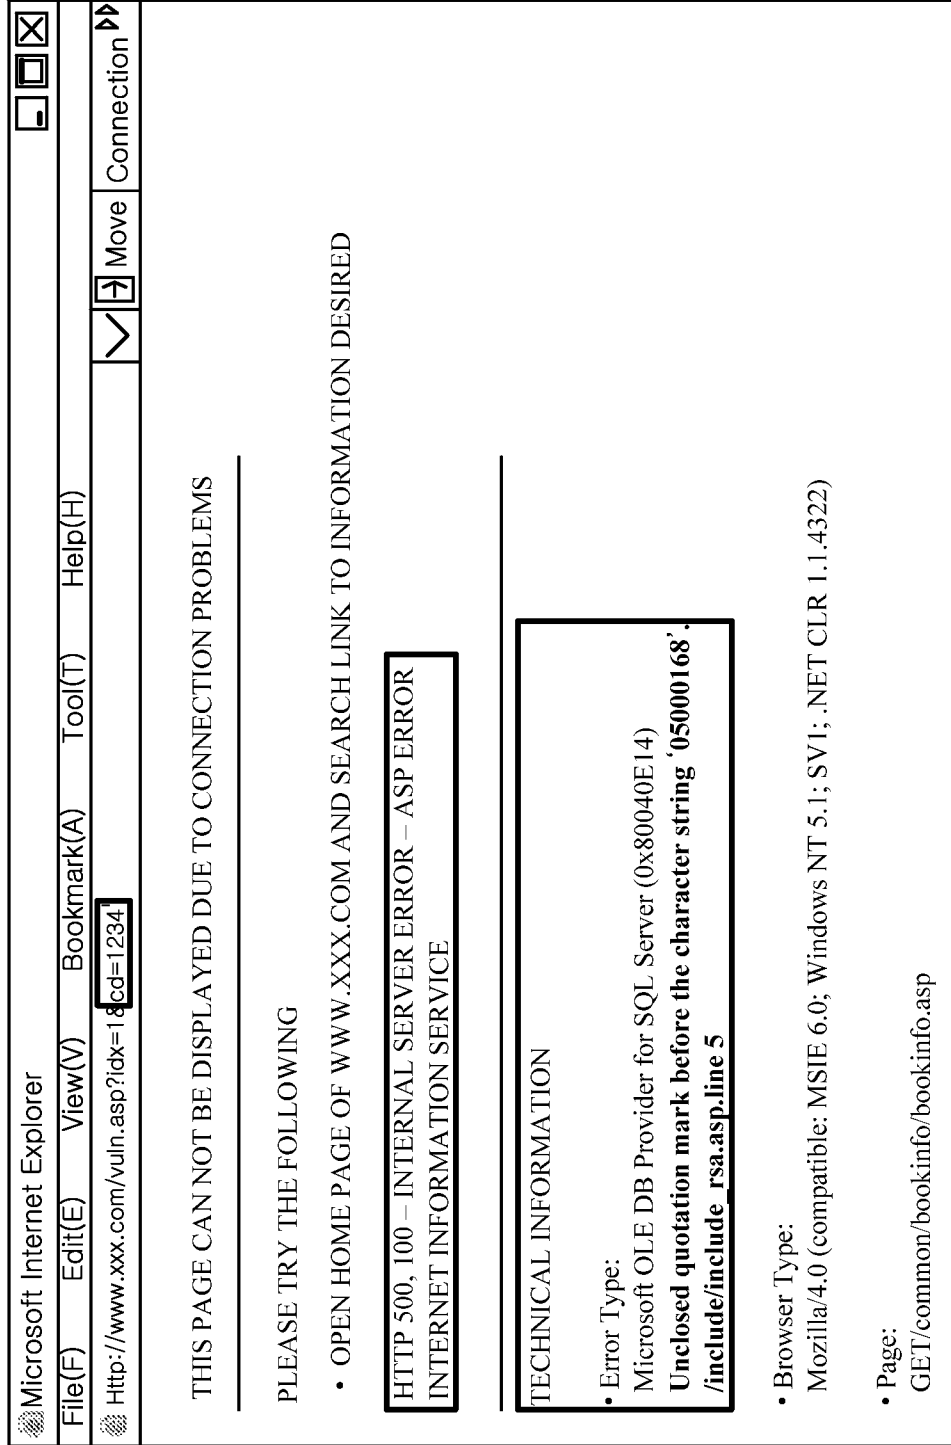 Microsoft Internet Explorer
File(F) Edit(E) View(V) Bookmark(A) Tool(T) Help(H)
Http://www.xxx.com/vuln.asp?idx=1&cd=1234' Move Connection
THIS PAGE CAN NOT BE DISPLAYED DUE TO CONNECTION PROBLEMS
PLEASE TRY THE FOLLOWING
• OPEN HOME PAGE OF WWW.XXX.COM AND SEARCH LINK TO INFORMATION DESIRED
HTTP 500, 100 – INTERNAL SERVER ERROR – ASP ERROR
INTERNET INFORMATION SERVICE
TECHNICAL INFORMATION
• Error Type:
Microsoft OLE DB Provider for SQL Server (0x80040E14)
Unclosed quotation mark before the character string ‘05000168’.
/include/include_rsa.asp.line 5
• Browser Type:
Mozilla/4.0 (compatible: MSIE 6.0; Windows NT 5.1; SV1; .NET CLR 1.1.4322)
• Page:
GET/common/bookinfo/bookinfo.asp